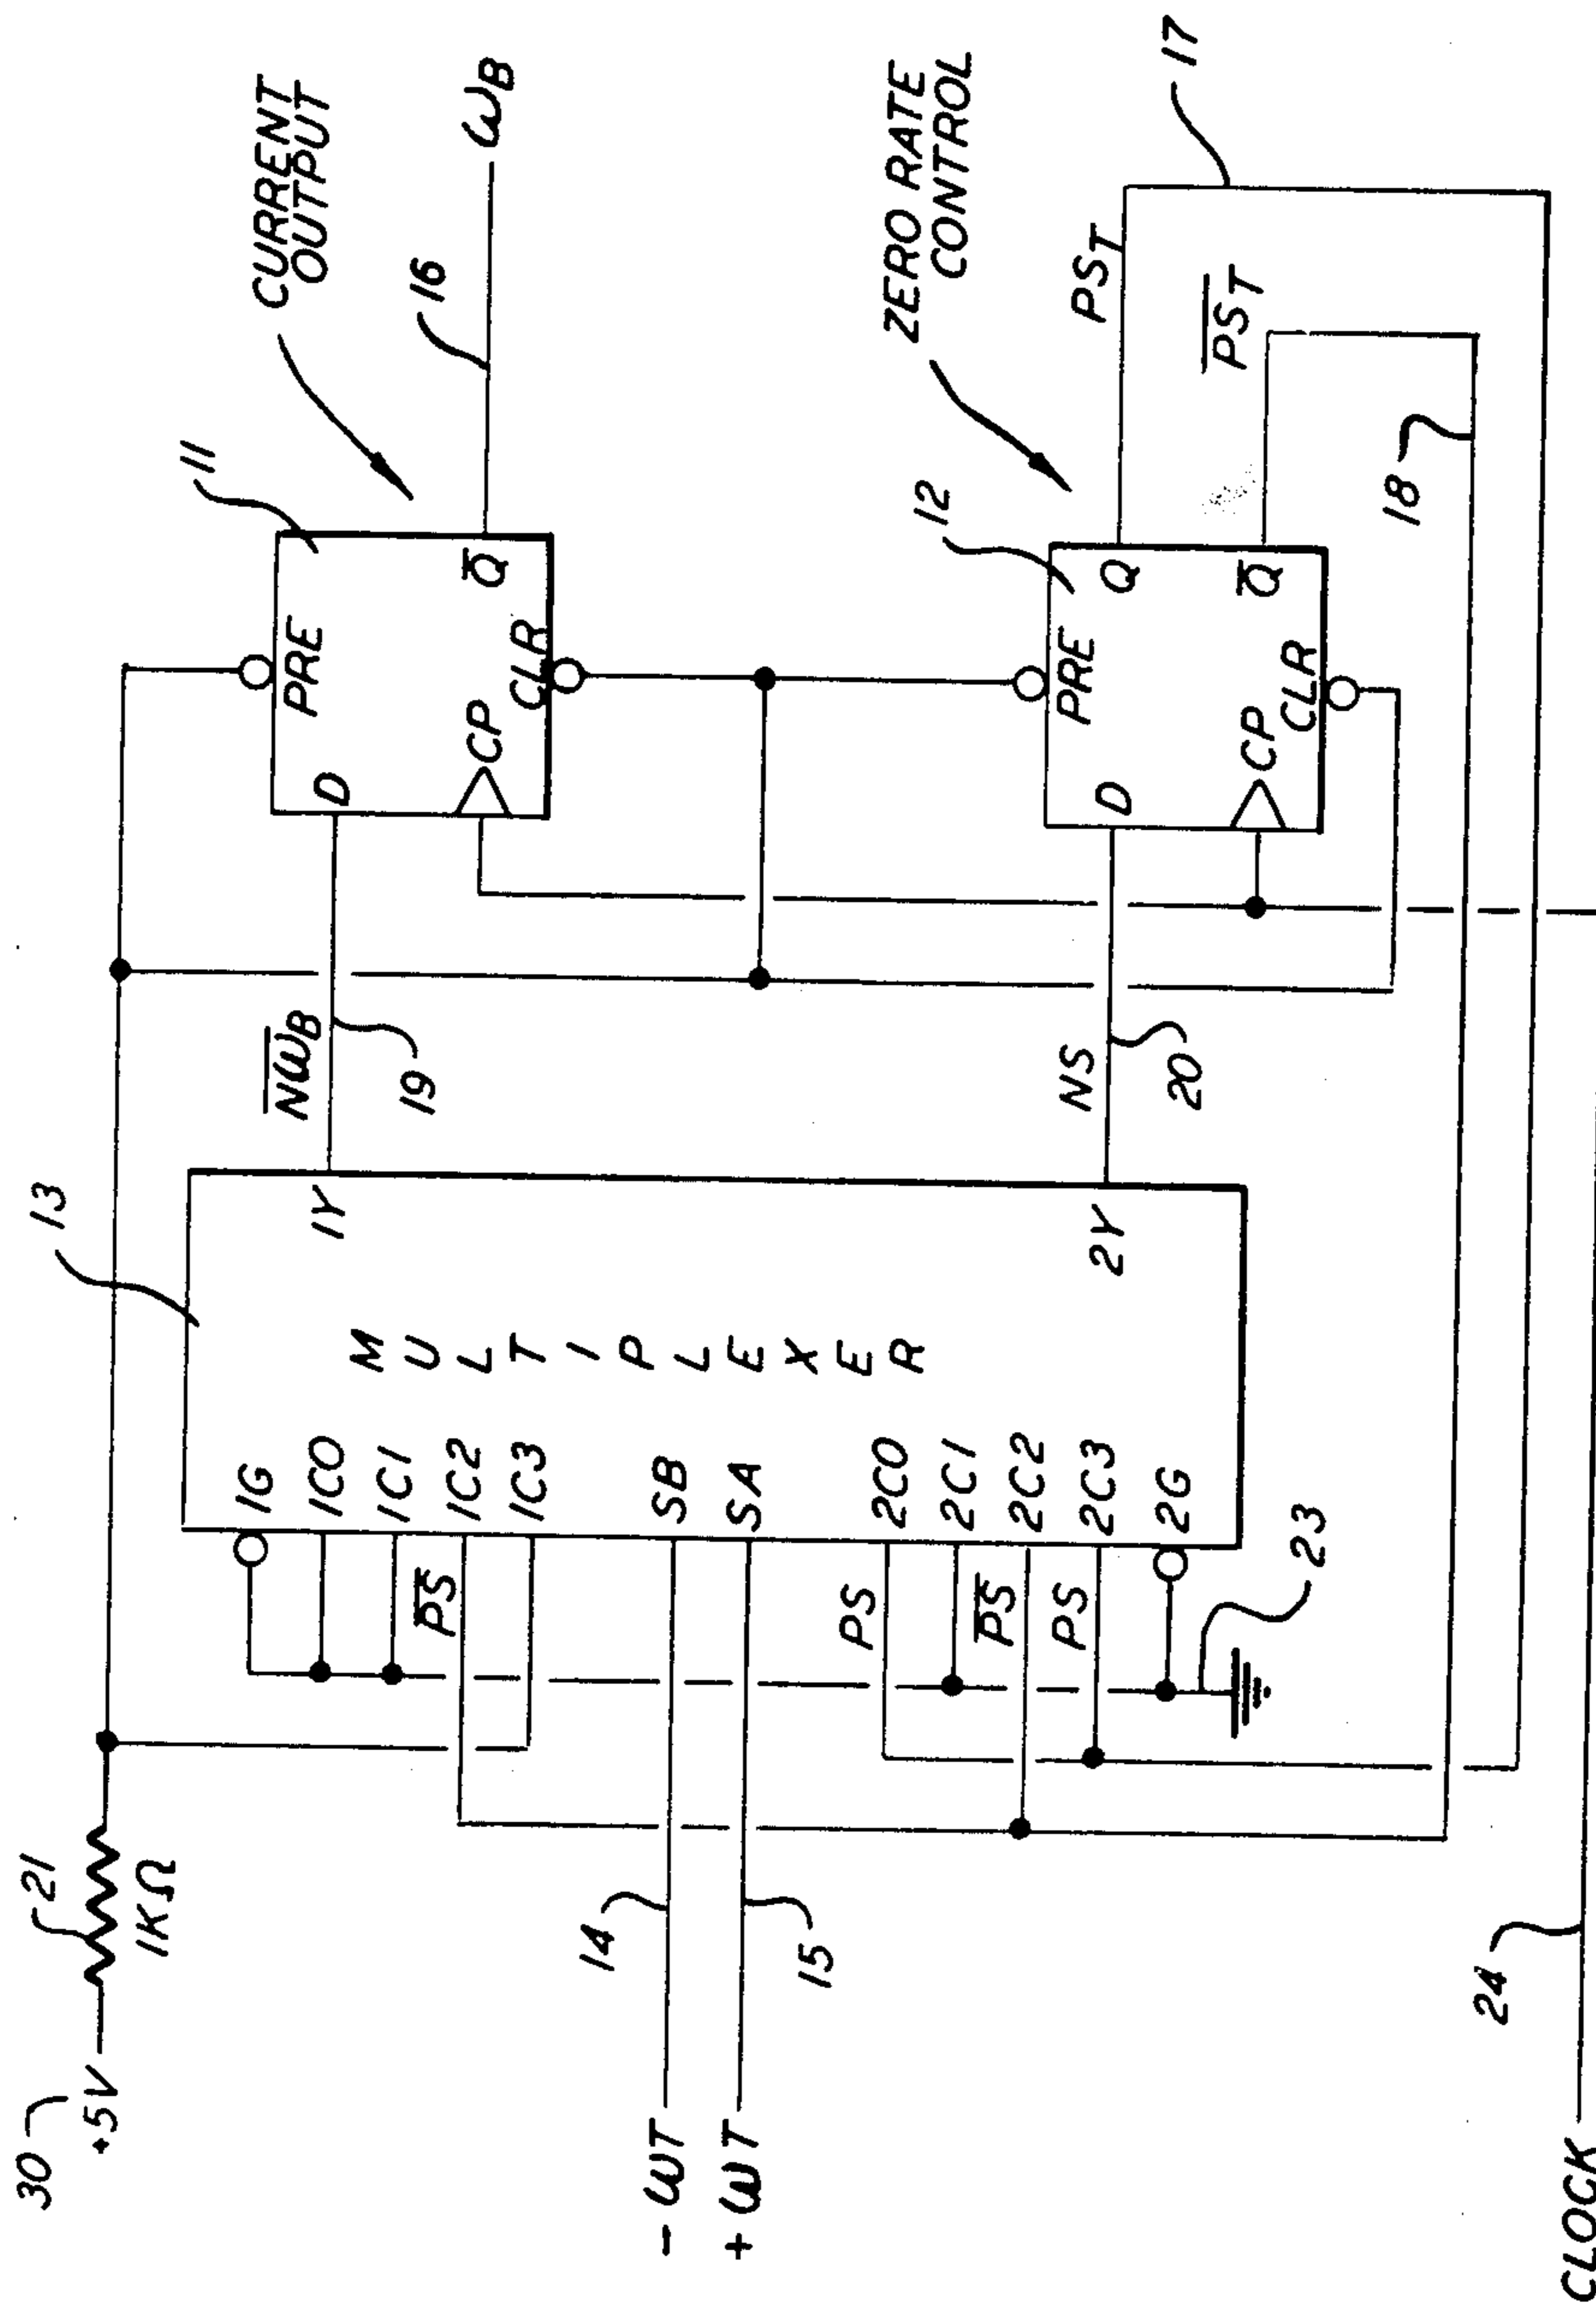 30
+5V
21
1KΩ
13
11
CURRENT
OUTPUT
1G
1C0
1C1
P̅S̅
1C2
1C3
MULTIPLEXER
1Y
N̅ω̅B̅
19
D
PRE
CP
CLR
Q̅
16
ωB
14
- ωT
SB
+ ωT
SA
15
12
ZERO RATE
CONTROL
PS
2C0
2C1
P̅S̅
2C2
PS
2C3
2G
23
2Y
NS
20
D
PRE
CP
CLR
Q
Q̅
PST
P̅S̅T
17
18
24
CLOCK